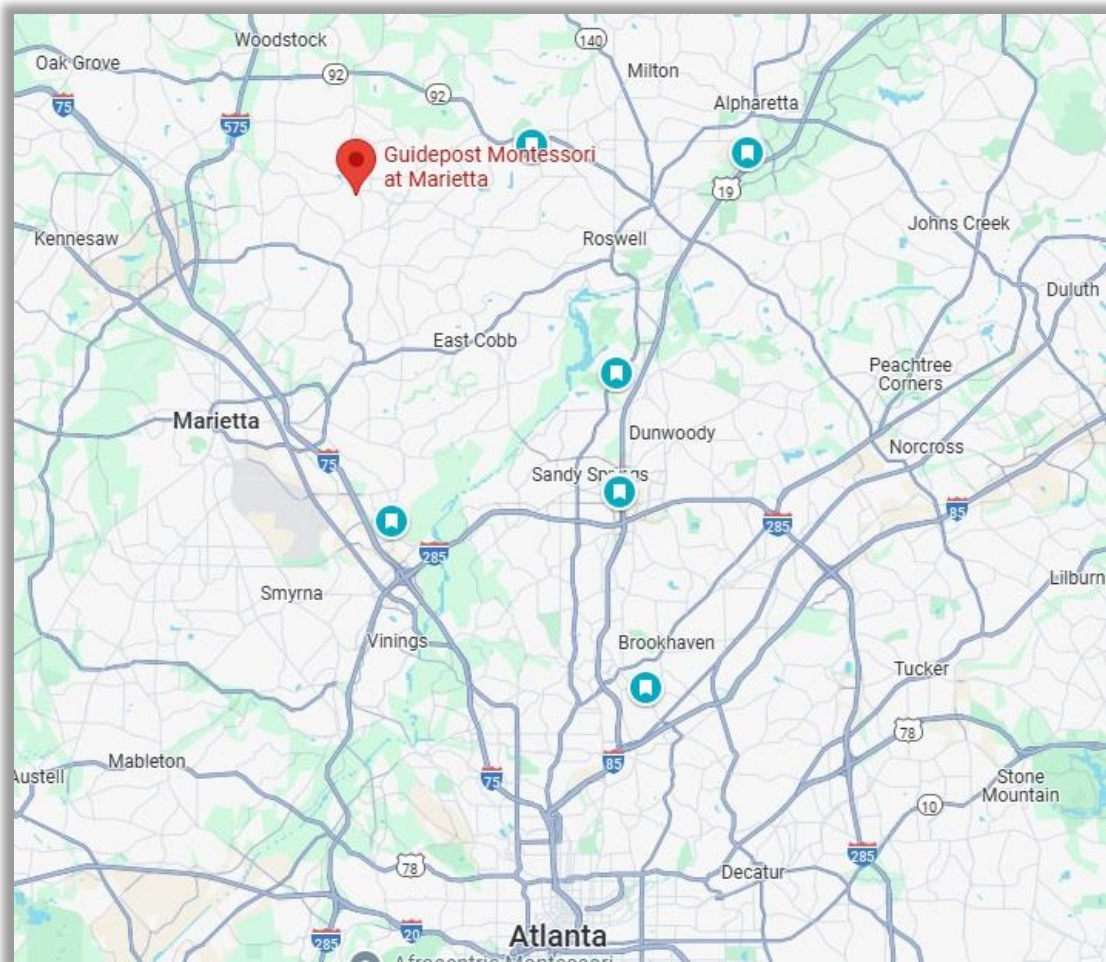 Woodstock
140
Oak Grove
92
Milton
75
92
Alpharetta
575
Guidepost Montessori
at Marietta
19
Johns Creek
Kennesaw
Roswell
Duluth
East Cobb
Peachtree
Corners
Marietta
Dunwoody
Norcross
75
Sandy Springs
85
285
285
Smyrna
Lilburn
Vinings
Brookhaven
Tucker
78
Mableton
85
Austell
75
Stone
Mountain
10
78
285
Decatur
20
Atlanta
285
Afrocentric Montessori